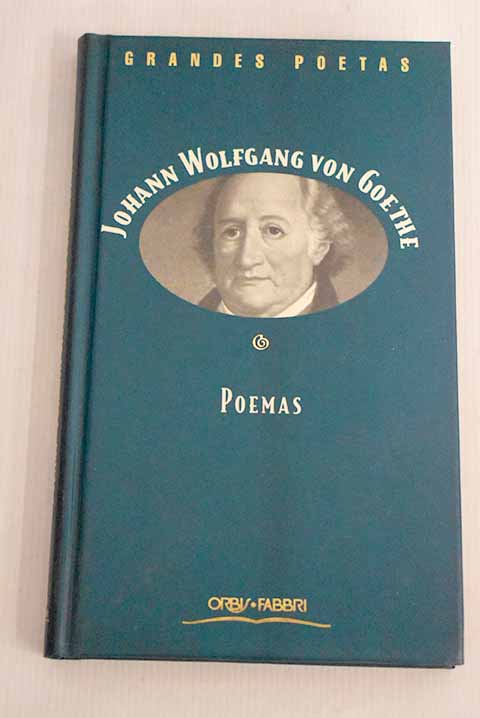 GRANDES POETAS
JOHANN WOLFGANG VON GOETHE
POEMAS
ORBIS•FABBRI